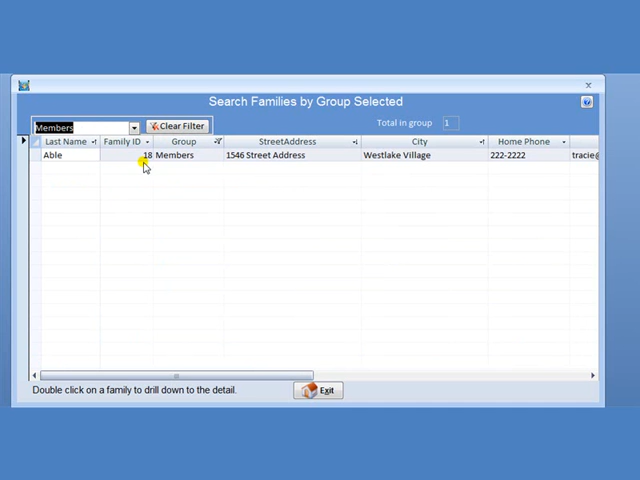 Search Families by Group Selected
Members Clear Filter Total in group 1
Last Name Family ID Group StreetAddress City Home Phone
Able 18 Members 1546 Street Address Westlake Village 222-2222 tracie@
Double click on a family to drill down to the detail. Exit